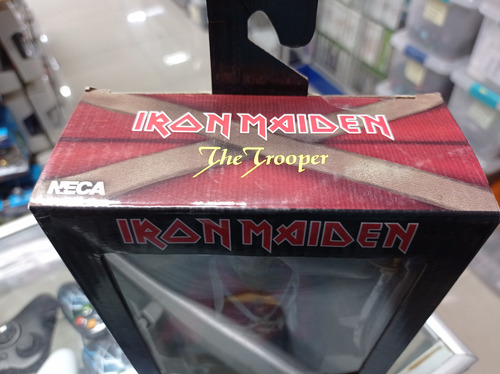 IRON MAIDEN
The Trooper
NECA
IRON MAIDEN